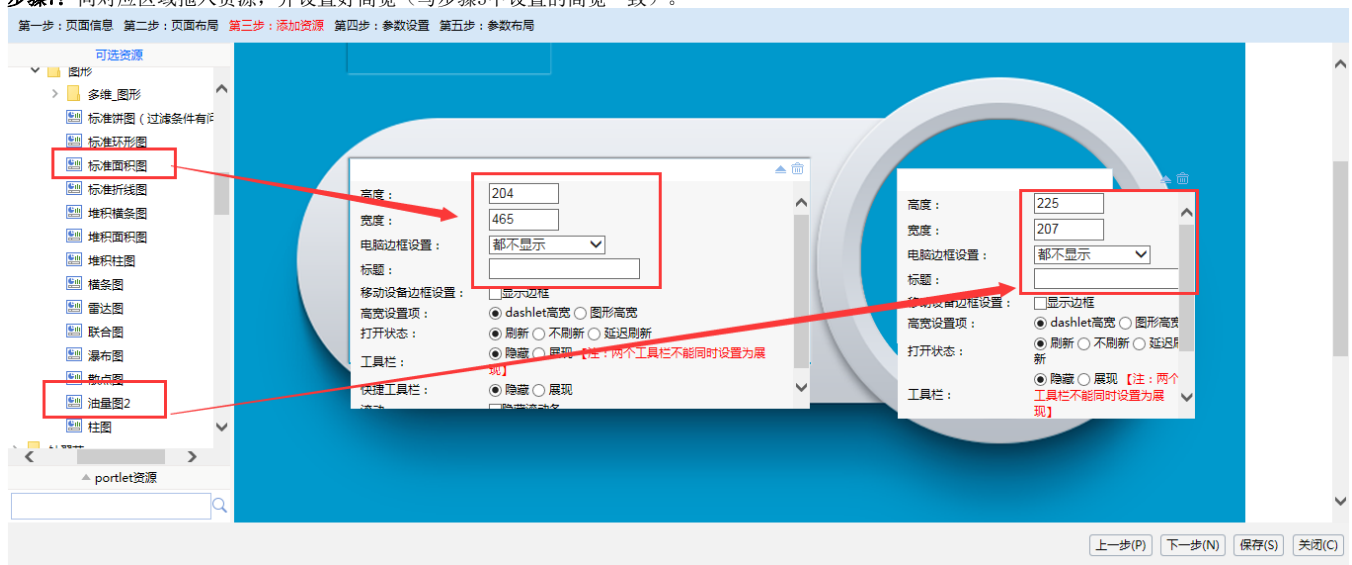 第一步：页面信息 第二步：页面布局 第三步：添加资源 第四步：参数设置 第五步：参数布局
可选资源
图形
多维_图形
标准饼图（过滤条件有
标准环形图
标准面积图
标准折线图
堆积横条图
堆积面积图
堆积柱图
横条图
雷达图
联合图
瀑布图
散点图
油量图2
柱图
portlet资源
高度： 204
宽度： 465
电脑边框设置： 都不显示
标题：
移动设备边框设置： 显示边框
高宽设置项： dashlet高宽 图形高宽
打开状态： 刷新 不刷新 延迟刷新
工具栏： 隐藏 展现 【注：两个工具栏不能同时设置为展
现】
快捷工具栏： 隐藏 展现
高度： 225
宽度： 207
电脑边框设置： 都不显示
标题：
移动设备边框设置： 显示边框
高宽设置项： dashlet高宽 图形高宽
打开状态： 刷新 不刷新 延迟刷
新
工具栏： 隐藏 展现 【注：两个
工具栏不能同时设置为展
现】
上一步(P) 下一步(N) 保存(S) 关闭(C)